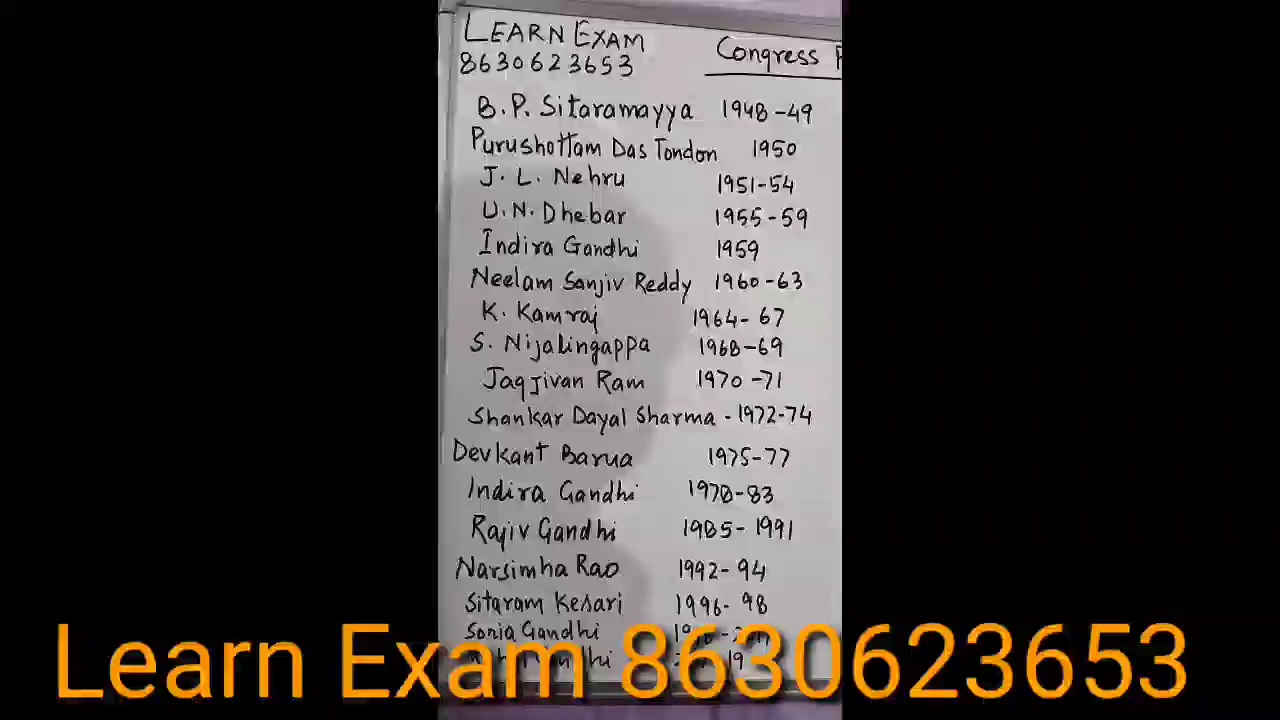 LEARN EXAM
8630623653
Congress
B.P. Sitaramayya 1948-49
Purushottam Das Tondon 1950
J. L. Nehru 1951-54
U.N. Dhebar 1955-59
Indira Gandhi 1959
Neelam Sanjiv Reddy 1960-63
K. Kamraj 1964-67
S. Nijalingappa 1968-69
Jagjivan Ram 1970-71
Shankar Dayal Sharma - 1972-74
Devkant Barua 1975-77
Indira Gandhi 1978-83
Rajiv Gandhi 1985-1991
Narsimha Rao 1992-94
Sitaram Kesari 1996-98
Sonia Gandhi
Gandhi
Learn Exam 8630623653